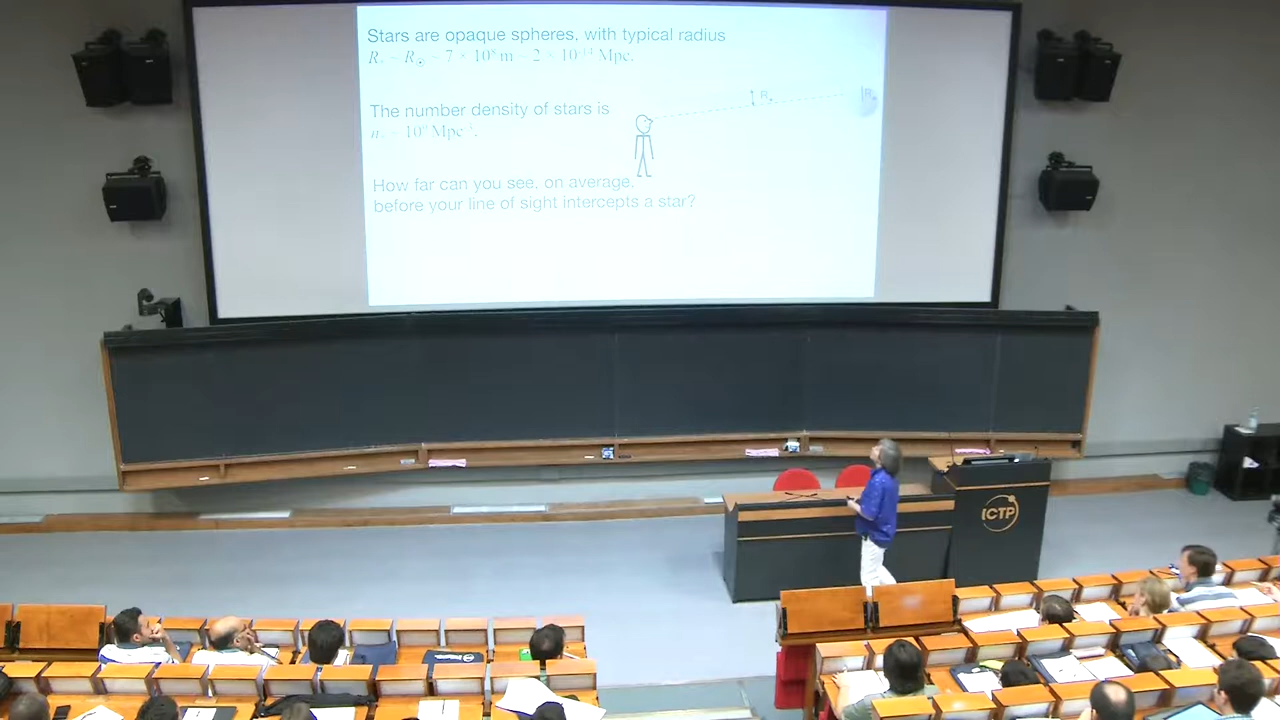 Stars are opaque spheres, with typical radius
R* ~ R☉ ~ 7 × 10⁸ m ~ 2 × 10⁻¹⁴ Mpc.
R*
The number density of stars is
n* ~ 10⁹ Mpc⁻³.
How far can you see, on average,
before your line of sight intercepts a star?
ICTP